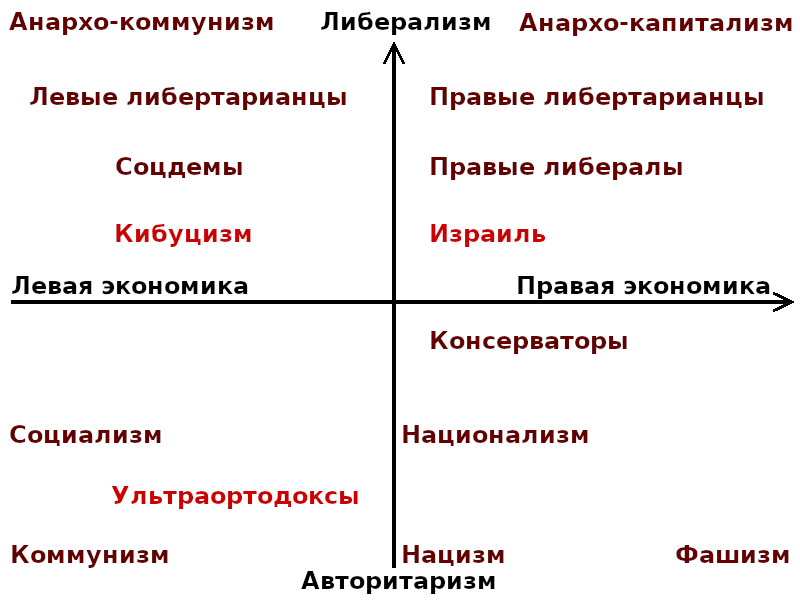 Анархо-коммунизм Либерализм Анархо-капитализм
Левые либертарианцы Правые либертарианцы
Соцдемы Правые либералы
Кибуцизм Израиль
Левая экономика Правая экономика
Консерваторы
Социализм Национализм
Ультраортодоксы
Коммунизм Нацизм Фашизм
Авторитаризм